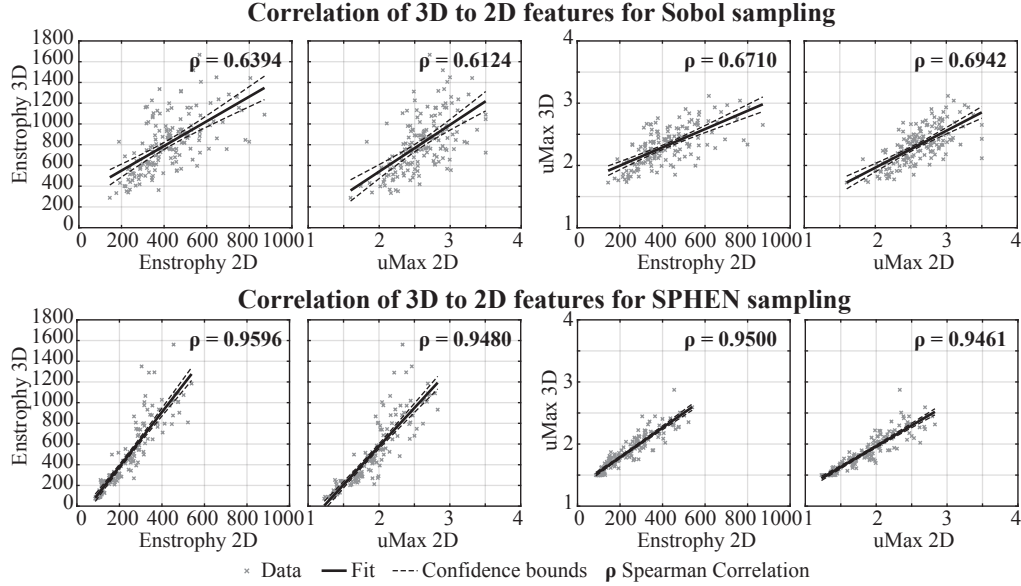 Correlation of 3D to 2D features for Sobol sampling
Enstrophy 3D
1800
1600
1400
1200
1000
800
600
400
200
0
ρ = 0.6394
0 200 400 600 800 1000
Enstrophy 2D
ρ = 0.6124
1 2 3 4
uMax 2D
uMax 3D
4
3
2
1
ρ = 0.6710
0 200 400 600 800 1000
Enstrophy 2D
ρ = 0.6942
1 2 3 4
uMax 2D
Correlation of 3D to 2D features for SPHEN sampling
Enstrophy 3D
1800
1600
1400
1200
1000
800
600
400
200
0
ρ = 0.9596
0 200 400 600 800 1000
Enstrophy 2D
ρ = 0.9480
1 2 3 4
uMax 2D
uMax 3D
4
3
2
1
ρ = 0.9500
0 200 400 600 800 1000
Enstrophy 2D
ρ = 0.9461
1 2 3 4
uMax 2D
Data Fit Confidence bounds ρ Spearman Correlation